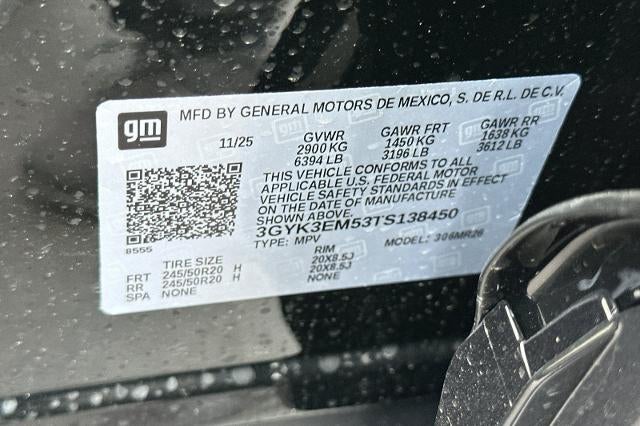 gm
MFD BY GENERAL MOTORS DE MEXICO, S. DE R.L. DE C.V.
11/25 GVWR GAWR FRT GAWR RR
2900 KG 1450 KG 1638 KG
6394 LB 3196 LB 3612 LB
THIS VEHICLE CONFORMS TO ALL
APPLICABLE U.S. FEDERAL MOTOR
VEHICLE SAFETY STANDARDS IN EFFECT
ON THE DATE OF MANUFACTURE
SHOWN ABOVE.
3GYK3EM53TS138450
8555
TYPE: MPV MODEL: 306MR26
TIRE SIZE RIM
FRT 245/50R20 H 20X8.5J
RR 245/50R20 H 20X8.5J
SPA NONE NONE